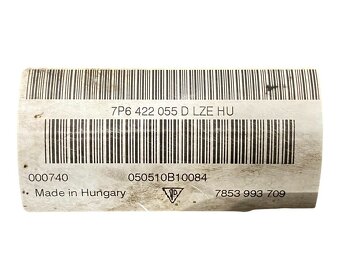 7P6 422 055 D LZE HU
000740 050510B10084
Made in Hungary 7853 993 709